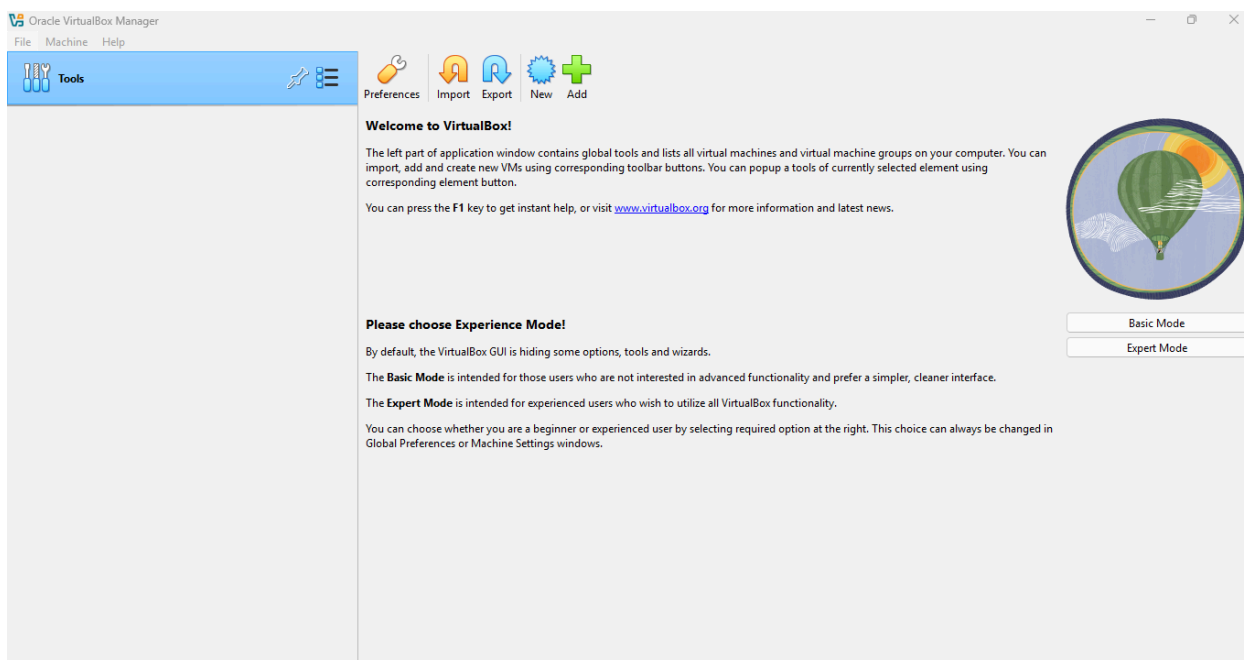 Oracle VirtualBox Manager
File Machine Help
Tools
Preferences Import Export New Add
Welcome to VirtualBox!
The left part of application window contains global tools and lists all virtual machines and virtual machine groups on your computer. You can
import, add and create new VMs using corresponding toolbar buttons. You can popup a tools of currently selected element using
corresponding element button.
You can press the F1 key to get instant help, or visit www.virtualbox.org for more information and latest news.
Please choose Experience Mode!
By default, the VirtualBox GUI is hiding some options, tools and wizards.
The Basic Mode is intended for those users who are not interested in advanced functionality and prefer a simpler, cleaner interface.
The Expert Mode is intended for experienced users who wish to utilize all VirtualBox functionality.
You can choose whether you are a beginner or experienced user by selecting required option at the right. This choice can always be changed in
Global Preferences or Machine Settings windows.
Basic Mode
Expert Mode